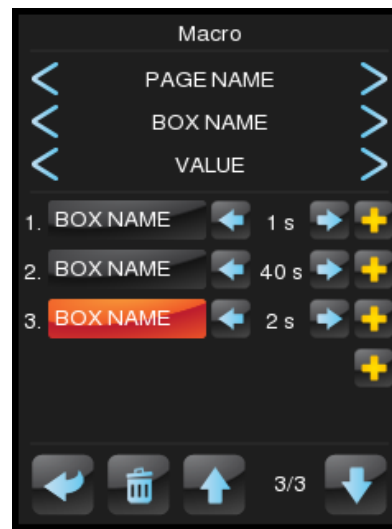 Macro
PAGE NAME
BOX NAME
VALUE
1. BOX NAME 1 s
2. BOX NAME 40 s
3. BOX NAME 2 s
3/3